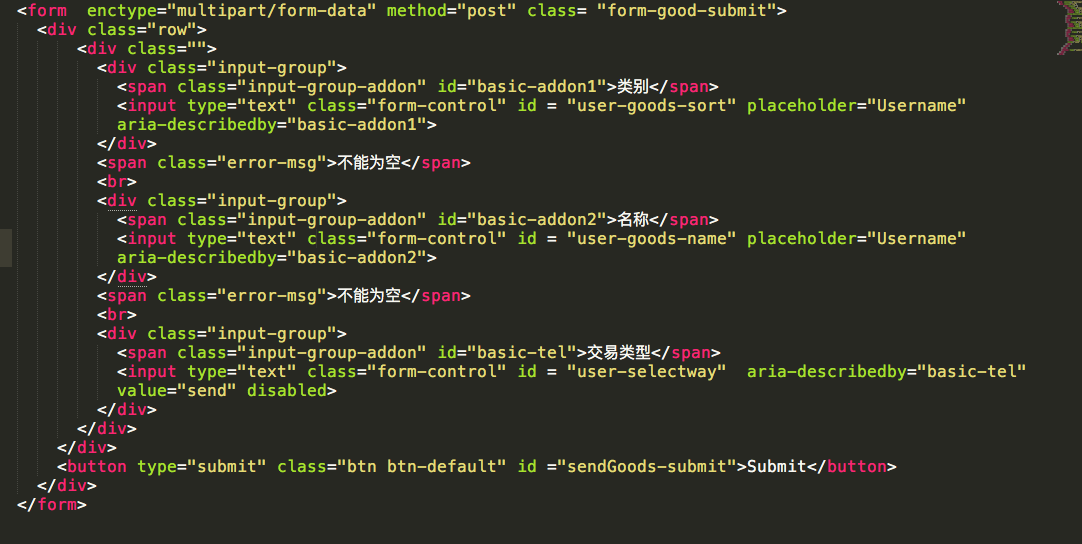 <form  enctype="multipart/form-data" method="post" class= "form-good-submit">
<div class="row">
<div class="">
<div class="input-group">
<span class="input-group-addon" id="basic-addon1">类别</span>
<input type="text" class="form-control" id = "user-goods-sort" placeholder="Username"
aria-describedby="basic-addon1">
</div>
<span class="error-msg">不能为空</span>
<br>
<div class="input-group">
<span class="input-group-addon" id="basic-addon2">名称</span>
<input type="text" class="form-control" id = "user-goods-name" placeholder="Username"
aria-describedby="basic-addon2">
</div>
<span class="error-msg">不能为空</span>
<br>
<div class="input-group">
<span class="input-group-addon" id="basic-tel">交易类型</span>
<input type="text" class="form-control" id = "user-selectway"  aria-describedby="basic-tel"
value="send" disabled>
</div>
</div>
</div>
<button type="submit" class="btn btn-default" id ="sendGoods-submit">Submit</button>
</div>
</form>